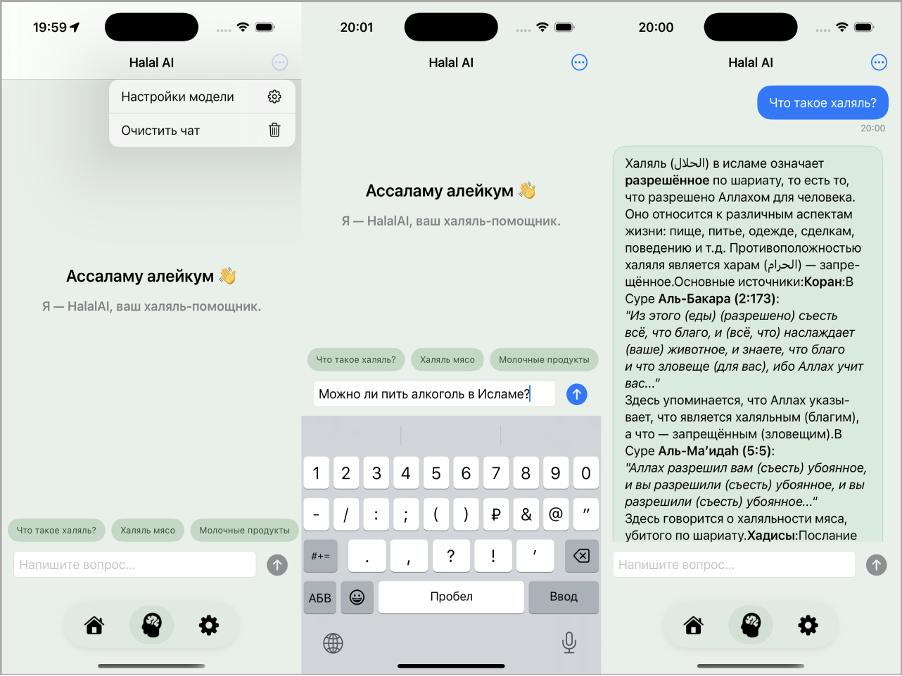 19:59
Halal AI
Настройки модели
Очистить чат
Ассаламу алейкум 👋
Я — HalalAI, ваш халяль-помощник.
Что такое халяль?
Халяль мясо
Молочные продукты
Напишите вопрос...
20:01
Halal AI
Ассаламу алейкум 👋
Я — HalalAI, ваш халяль-помощник.
Что такое халяль?
Халяль мясо
Молочные продукты
Можно ли пить алкоголь в Исламе?
1 2 3 4 5 6 7 8 9 0
- / : ; ( ) ₽ & @ "
#+= . , ? ! ’
АБВ Пробел Ввод
20:00
Halal AI
Что такое халяль?
20:00
Халяль (الحلال) в исламе означает
разрешённое по шариату, то есть то,
что разрешено Аллахом для человека.
Оно относится к различным аспектам
жизни: пище, питье, одежде, сделкам,
поведению и т.д. Противоположностью
халяля является харам (الحرام) — запре-
щённое.Основные источники:Коран:В
Суре Аль-Бакара (2:173):
"Из этого (еды) (разрешено) съесть
всё, что благо, и (всё, что) наслаждает
(ваше) животное, и знаете, что благо
и что зловеще (для вас), ибо Аллах учит
вас..."
Здесь упоминается, что Аллах указы-
вает, что является халяльным (благим),
а что — запрещённым (зловещим).В
Суре Аль-Ма’идаһ (5:5):
"Аллах разрешил вам (съесть) убоянное,
и вы разрешили (съесть) убоянное, и вы
разрешили (съесть) убоянное..."
Здесь говорится о халяльности мяса,
убитого по шариату.Хадисы:Послание
Напишите вопрос...